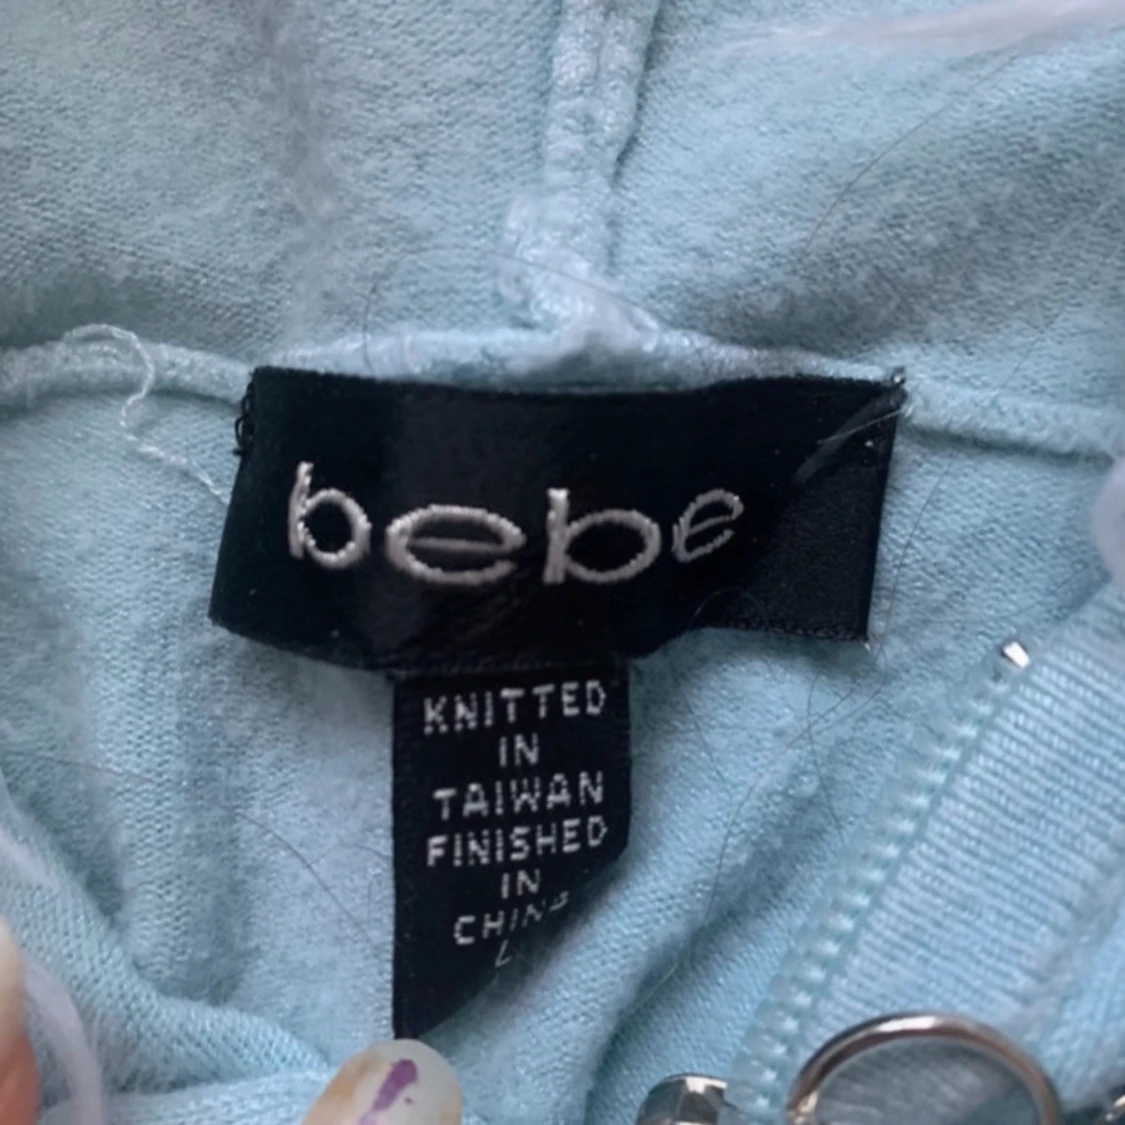 bebe
KNITTED
IN
TAIWAN
FINISHED
IN
CHINA
L